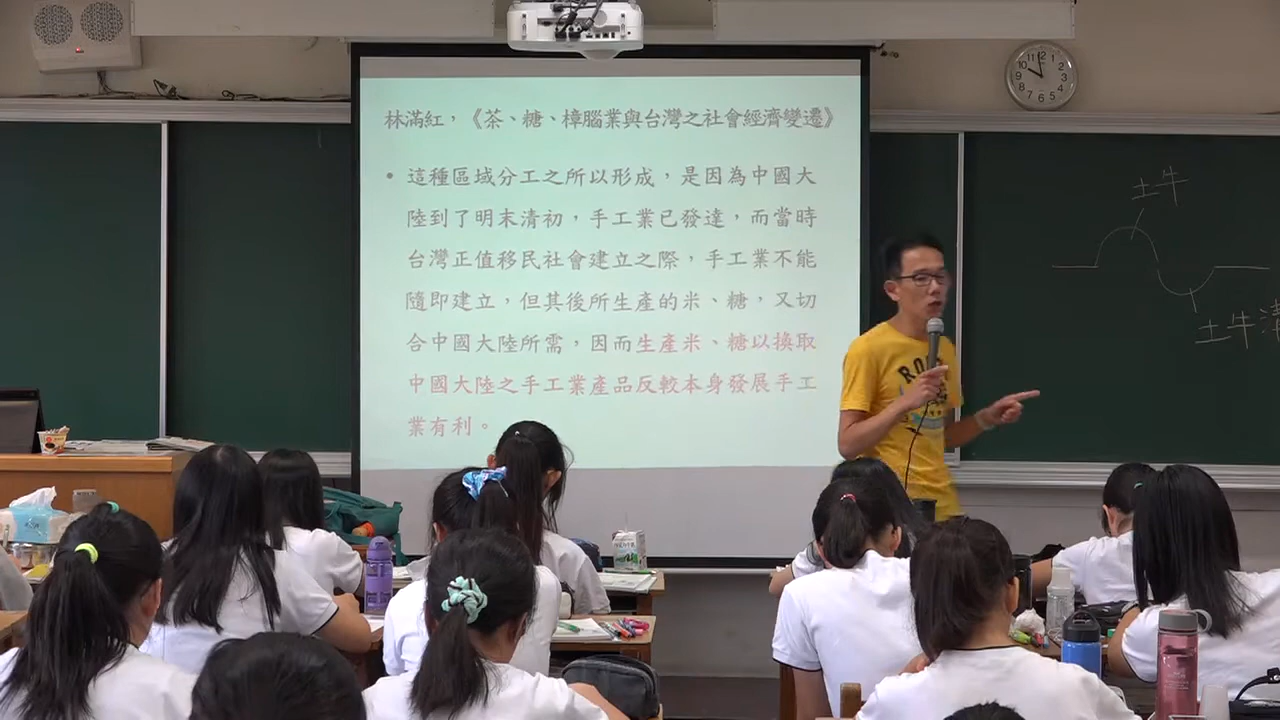 林滿紅，《茶、糖、樟腦業與台灣之社會經濟變遷》
• 這種區域分工之所以形成，是因為中國大
陸到了明末清初，手工業已發達，而當時
台灣正值移民社會建立之際，手工業不能
隨即建立，但其後所生產的米、糖，又切
合中國大陸所需，因而生產米、糖以換取
中國大陸之手工業產品反較本身發展手工
業有利。
土牛
土牛溝